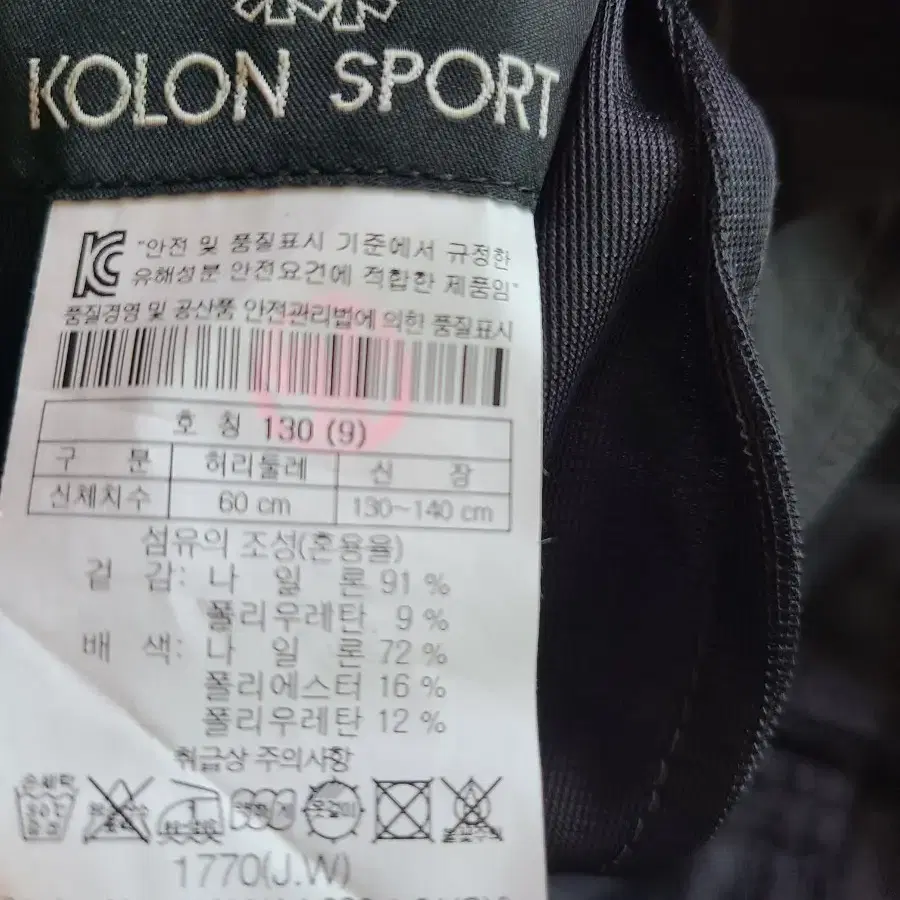 KOLON SPORT
"안전 및 품질표시 기준에서 규정한
유해성분 안전요건에 적합한 제품임"
품질경영 및 공산품 안전관리법에 의한 품질표시
호 칭 130 (9)
구 분 허리둘레 신 장
신체치수 60 cm 130~140 cm
섬유의 조성(혼용율)
겉 감: 나 일 론 91 %
폴리우레탄 9 %
배 색: 나 일 론 72 %
폴리에스터 16 %
폴리우레탄 12 %
취급상 주의사항
손세탁 옷걸이
1770(J.W)